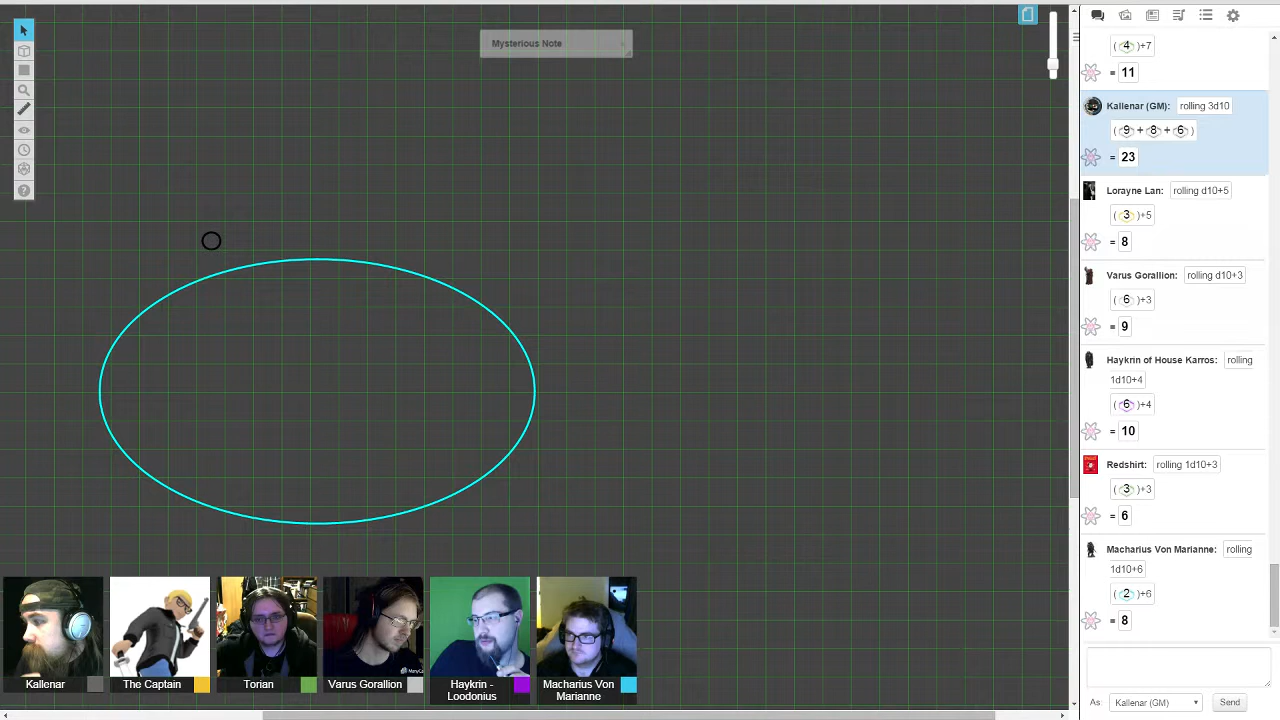 Mysterious Note
( 4 )+7
= 11
Kallenar (GM): rolling 3d10
( 9 + 8 + 6 )
= 23
Lorayne Lan: rolling d10+5
( 3 )+5
= 8
Varus Gorallion: rolling d10+3
( 6 )+3
= 9
Haykrin of House Karros: rolling
1d10+4
( 6 )+4
= 10
Redshirt: rolling 1d10+3
( 3 )+3
= 6
Macharius Von Marianne: rolling
1d10+6
( 2 )+6
= 8
As: Kallenar (GM) Send
Kallenar
The Captain
Torian
Varus Gorallion
Haykrin -
Loodonius
Macharius Von
Marianne